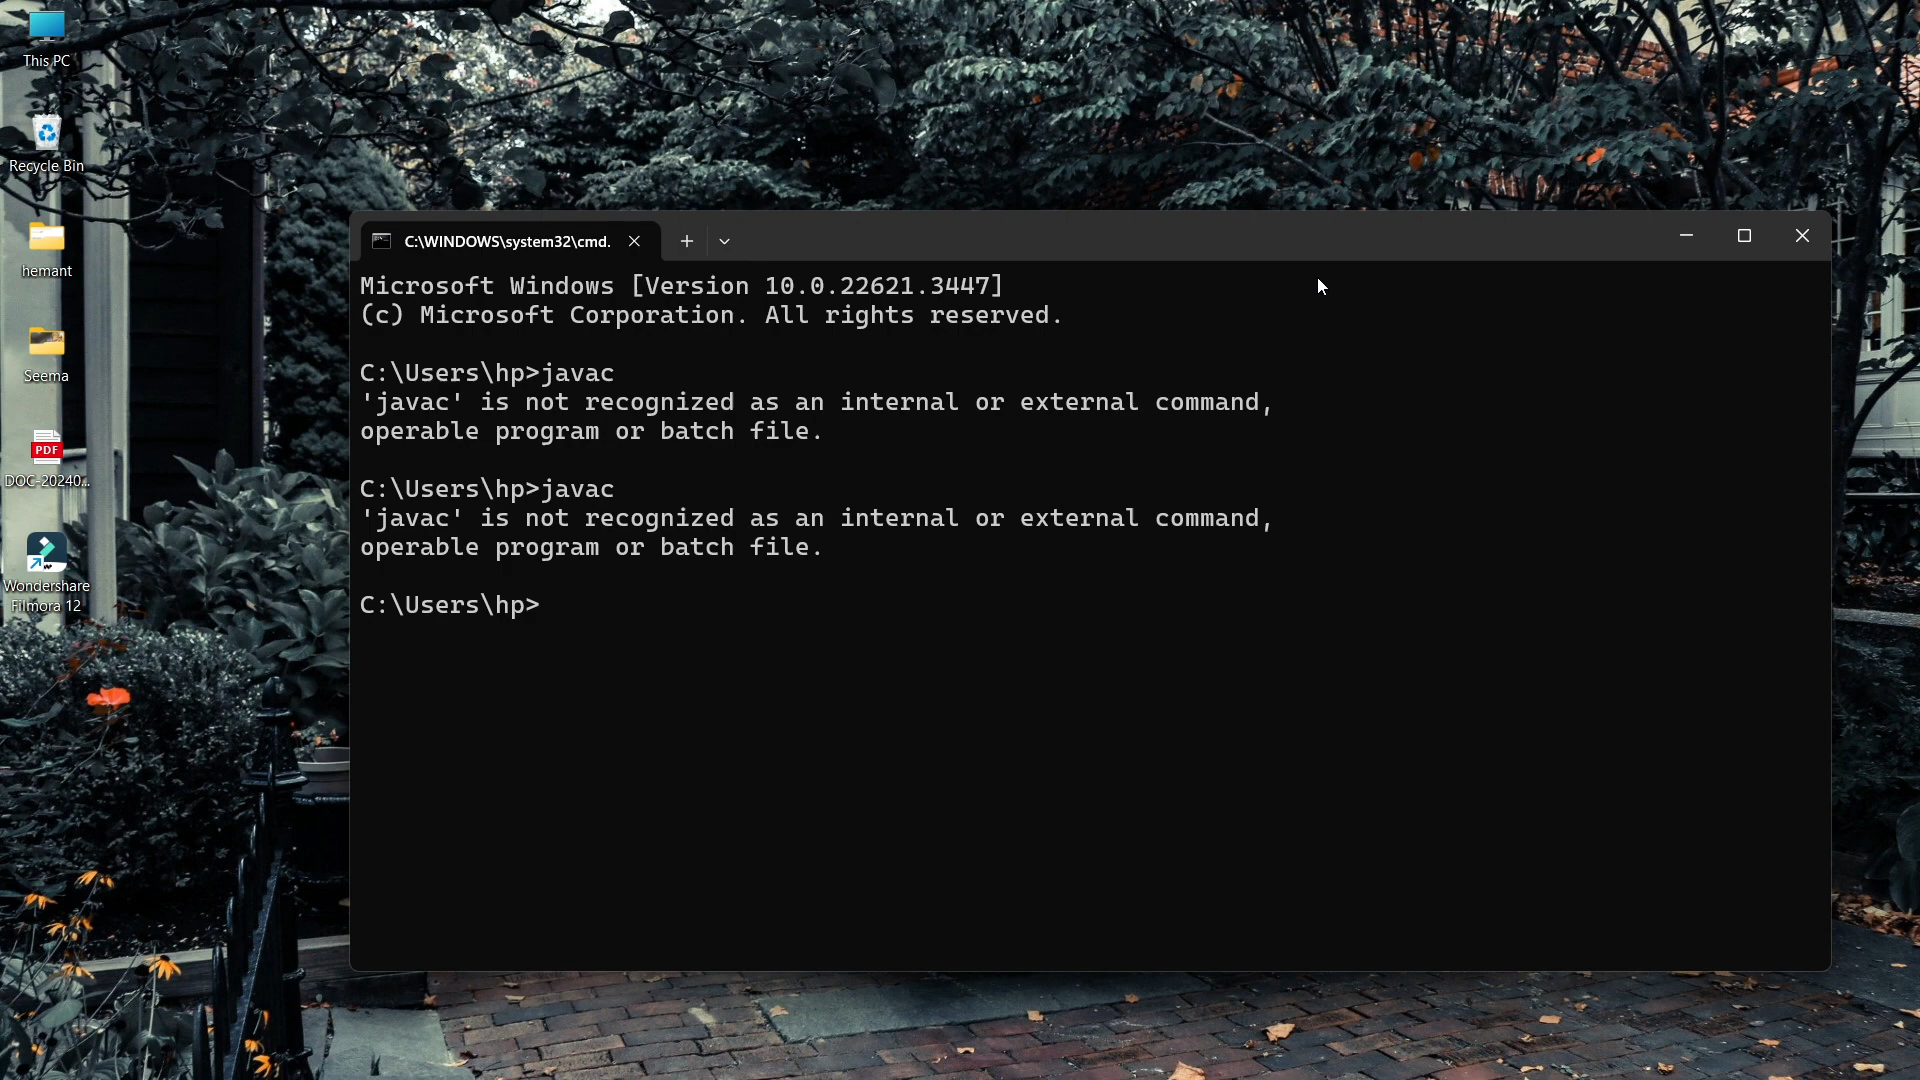 This PC
Recycle Bin
hemant
Seema
PDF
DOC-20240...
Wondershare
Filmora 12
C:\WINDOWS\system32\cmd.
Microsoft Windows [Version 10.0.22621.3447]
(c) Microsoft Corporation. All rights reserved.
C:\Users\hp>javac
'javac' is not recognized as an internal or external command,
operable program or batch file.
C:\Users\hp>javac
'javac' is not recognized as an internal or external command,
operable program or batch file.
C:\Users\hp>